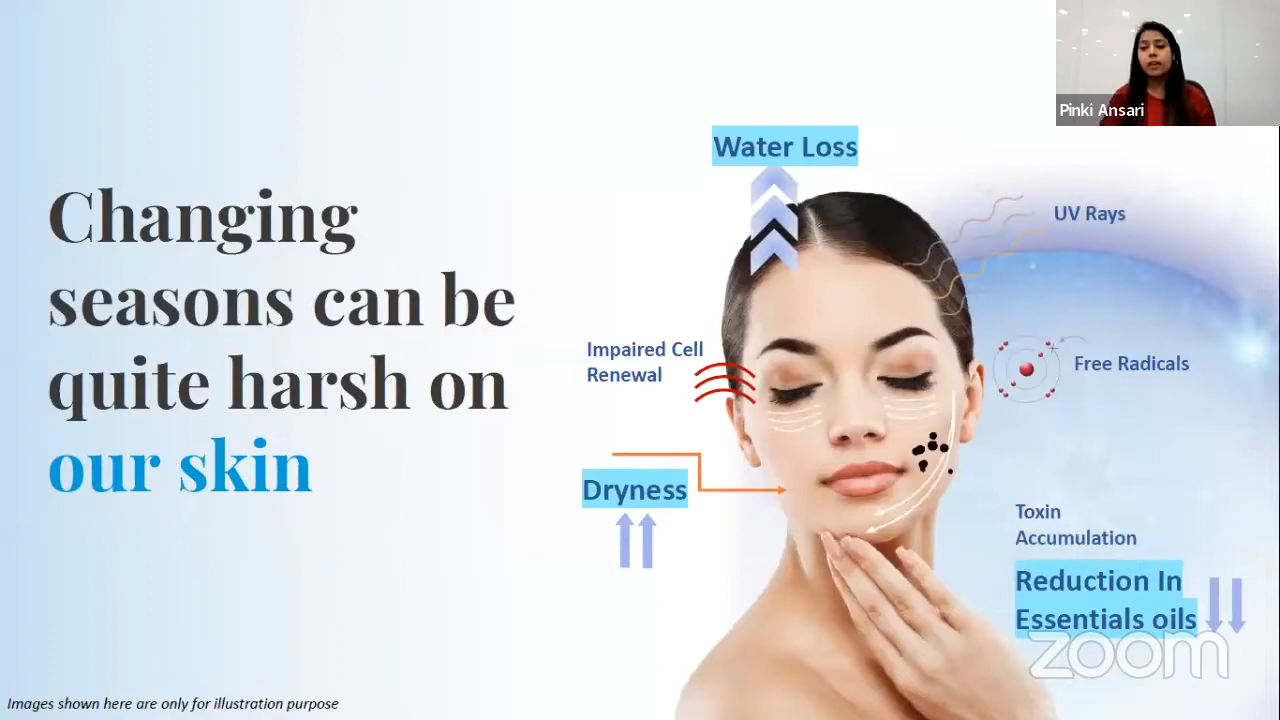 Pinki Ansari
Changing
seasons can be
quite harsh on
our skin
Water Loss
UV Rays
Impaired Cell
Renewal
Free Radicals
Dryness
Toxin
Accumulation
Reduction In
Essentials oils
zoom
Images shown here are only for illustration purpose